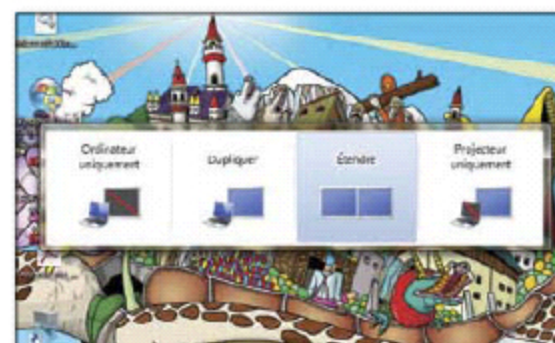 Ordinateur
uniquement
Dupliquer
Étendre
Projecteur
uniquement